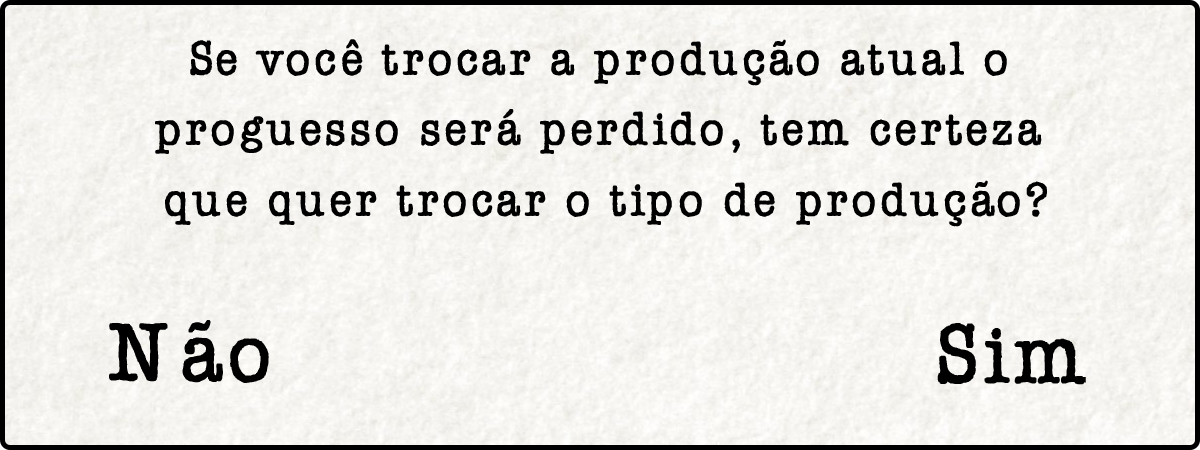 Se você trocar a produção atual o
proguesso será perdido, tem certeza
que quer trocar o tipo de produção?
Não
Sim